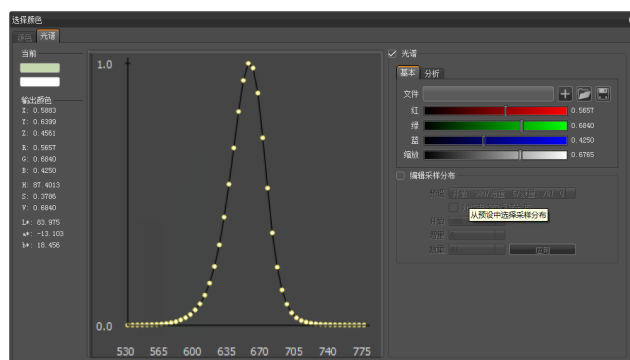 选择颜色
颜色 光谱
当前
输出颜色
X: 0.5883
Y: 0.6399
Z: 0.4561
R: 0.5657
G: 0.6840
B: 0.4250
H: 87.4013
S: 0.3786
V: 0.6840
L*: 83.975
a*: -13.103
b*: 18.456
1.0
0.0
530 565 600 635 670 705 740 775
光谱
基本 分析
文件
红 0.5657
绿 0.6840
蓝 0.4250
缩放 0.6765
编辑采样分布
从预设中选择采样分布
开始